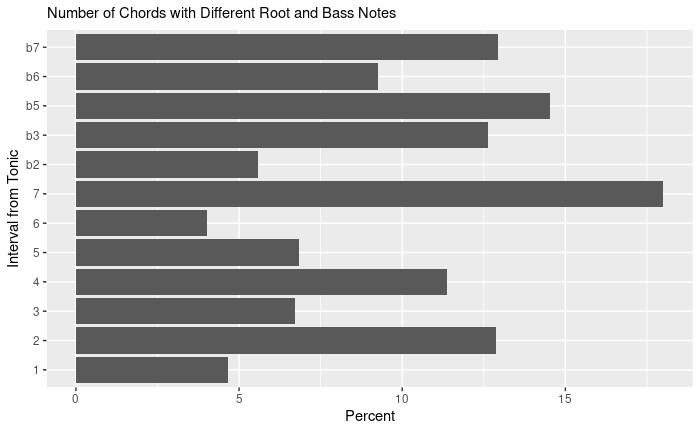 Number of Chords with Different Root and Bass Notes
b7
b6
b5
b3
b2
7
6
5
4
3
2
1
Interval from Tonic
0 5 10 15
Percent